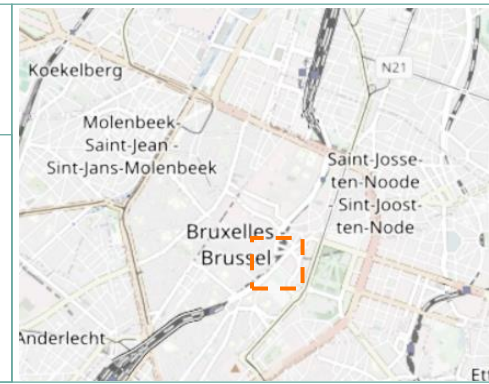 Koekelberg
N21
Molenbeek-
Saint-Jean -
Sint-Jans-Molenbeek
Saint-Josse-
ten-Noode
- Sint-Joost-
ten-Node
Bruxelles -
Brussel
Anderlecht
Ett